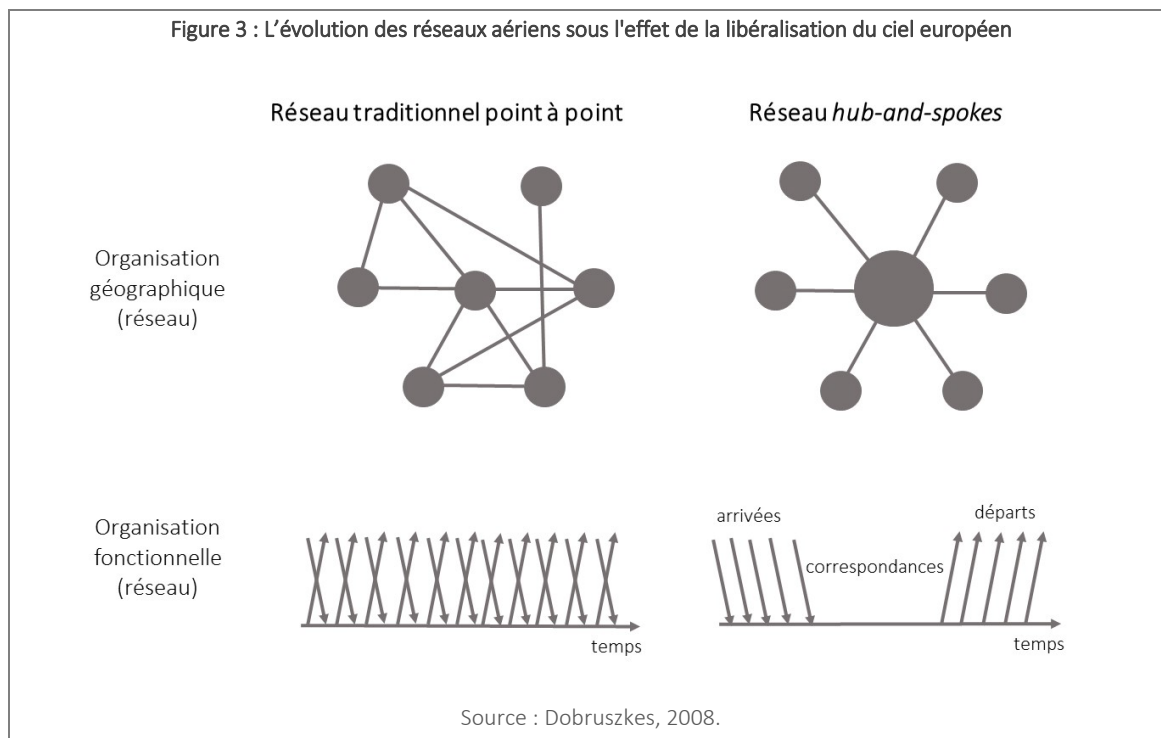 Figure 3 : L’évolution des réseaux aériens sous l'effet de la libéralisation du ciel européen
Réseau traditionnel point à point
Réseau hub-and-spokes
Organisation
géographique
(réseau)
Organisation
fonctionnelle
(réseau)
temps
arrivées
départs
correspondances
temps
Source : Dobruszkes, 2008.